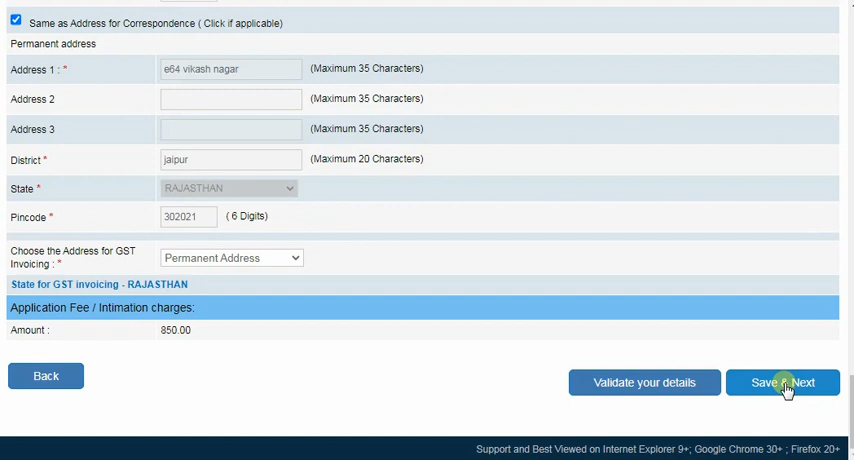 Same as Address for Correspondence ( Click if applicable)
Permanent address
Address 1 : * e64 vikash nagar (Maximum 35 Characters)
Address 2 (Maximum 35 Characters)
Address 3 (Maximum 35 Characters)
District * jaipur (Maximum 20 Characters)
State * RAJASTHAN
Pincode * 302021 ( 6 Digits)
Choose the Address for GST
Invoicing : * Permanent Address
State for GST invoicing - RAJASTHAN
Application Fee / Intimation charges:
Amount : 850.00
Back Validate your details Save & Next
Support and Best Viewed on Internet Explorer 9+; Google Chrome 30+ ; Firefox 20+